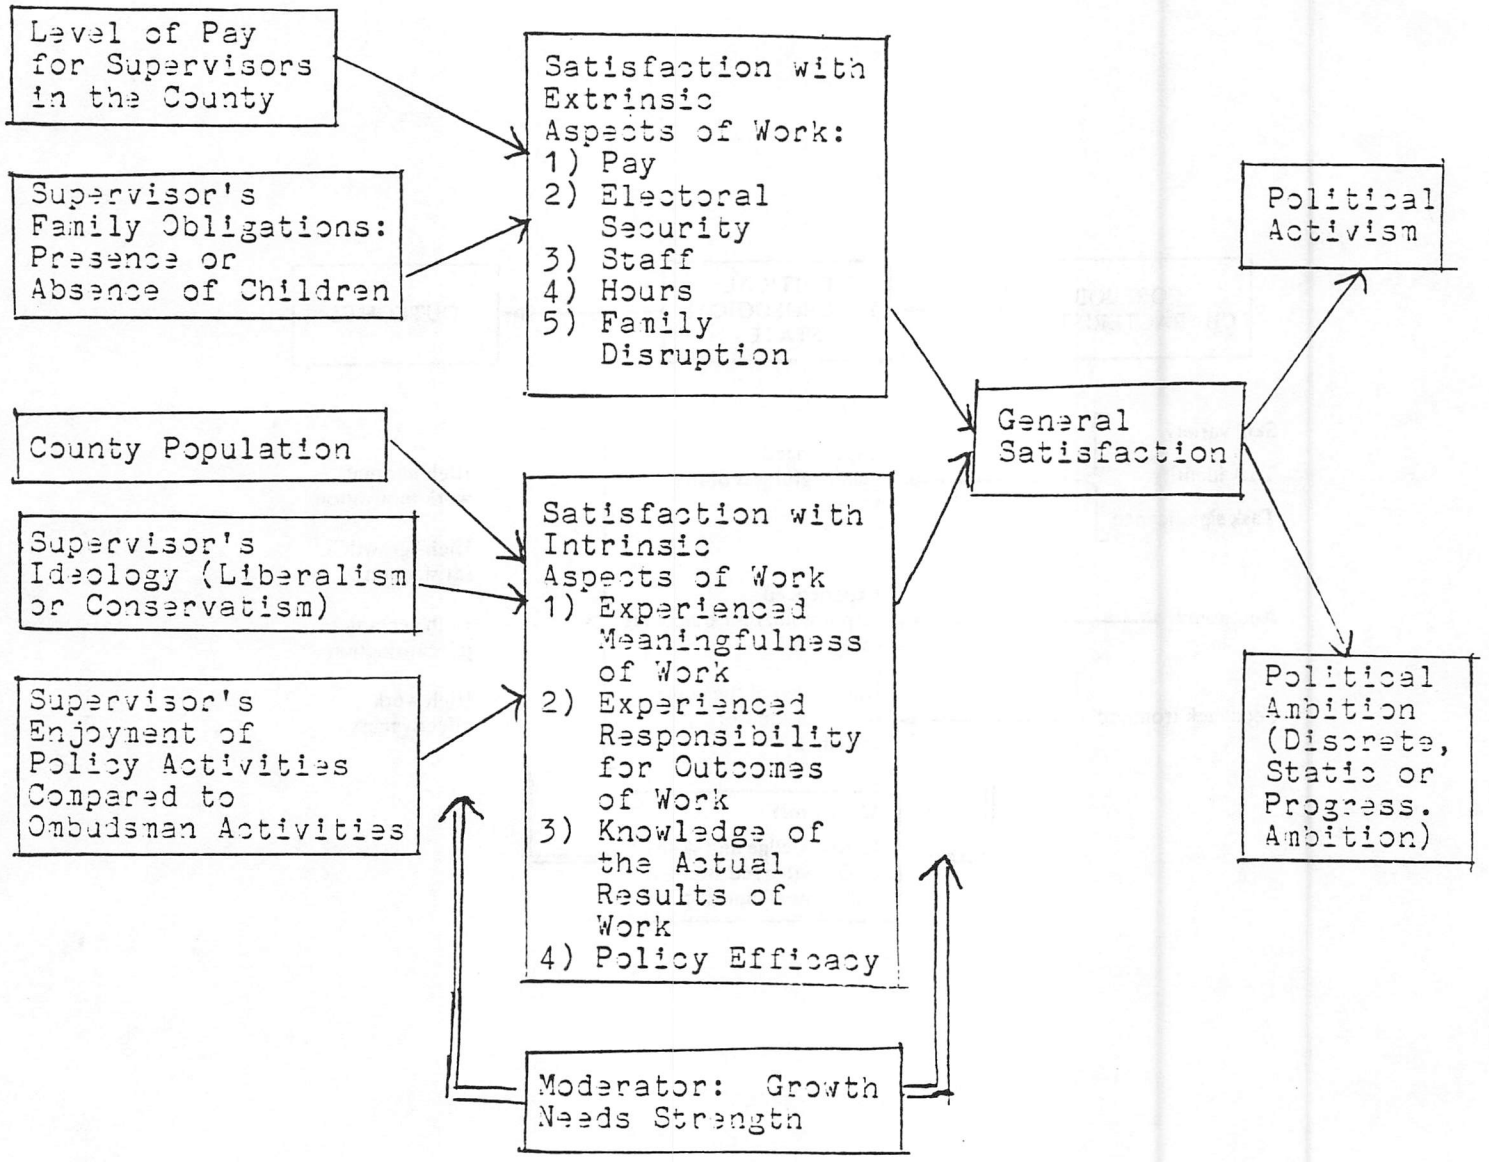 Level of Pay
for Supervisors
in the County
Supervisor's
Family Obligations:
Presence or
Absence of Children
County Population
Supervisor's
Ideology (Liberalism
or Conservatism)
Supervisor's
Enjoyment of
Policy Activities
Compared to
Ombudsman Activities
Satisfaction with
Extrinsic
Aspects of Work:
1) Pay
2) Electoral
Security
3) Staff
4) Hours
5) Family
Disruption
Satisfaction with
Intrinsic
Aspects of Work
1) Experienced
Meaningfulness
of Work
2) Experienced
Responsibility
for Outcomes
of Work
3) Knowledge of
the Actual
Results of
Work
4) Policy Efficacy
Moderator: Growth
Needs Strength
General
Satisfaction
Political
Activism
Political
Ambition
(Discrete,
Static or
Progress.
Ambition)